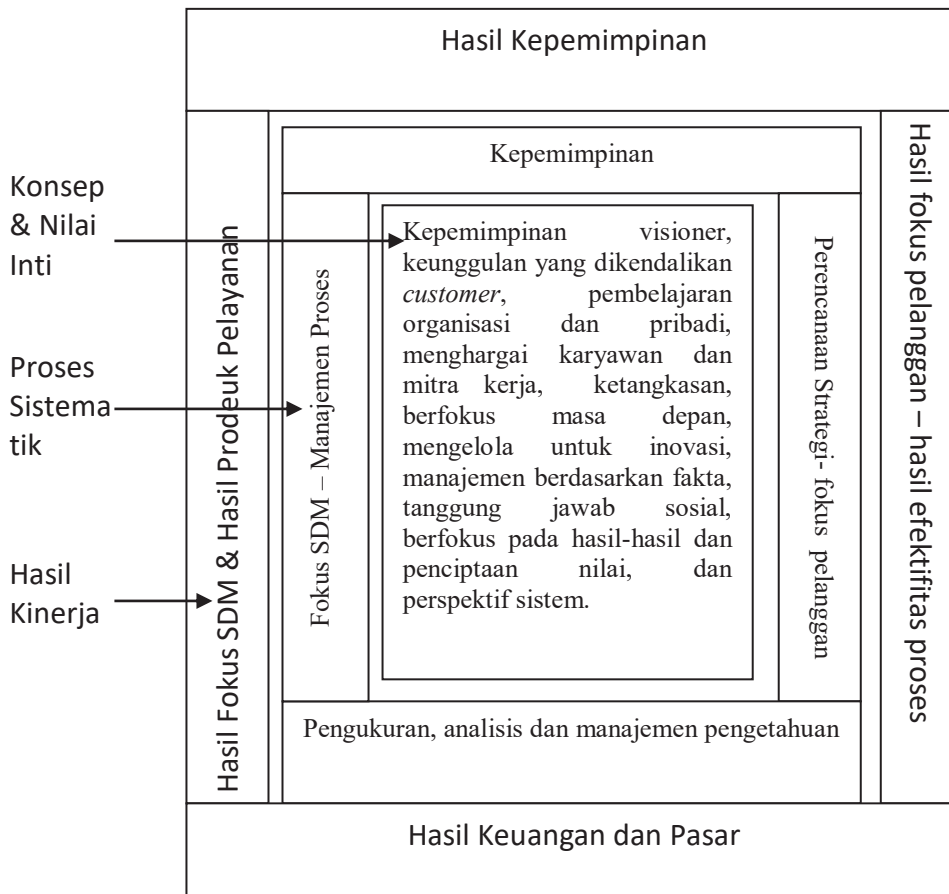 Hasil Kepemimpinan
Konsep
& Nilai
Inti
Proses
Sistema
tik
Hasil
Kinerja
Hasil Fokus SDM & Hasil Prodeuk Pelayanan
Kepemimpinan
Fokus SDM – Manajemen Proses
Kepemimpinan visioner,
keunggulan yang dikendalikan
customer, pembelajaran
organisasi dan pribadi,
menghargai karyawan dan
mitra kerja, ketangkasan,
berfokus masa depan,
mengelola untuk inovasi,
manajemen berdasarkan fakta,
tanggung jawab sosial,
berfokus pada hasil-hasil dan
penciptaan nilai, dan
perspektif sistem.
Perencanaan Strategi- fokus pelanggan
Pengukuran, analisis dan manajemen pengetahuan
Hasil fokus pelanggan – hasil efektifitas proses
Hasil Keuangan dan Pasar